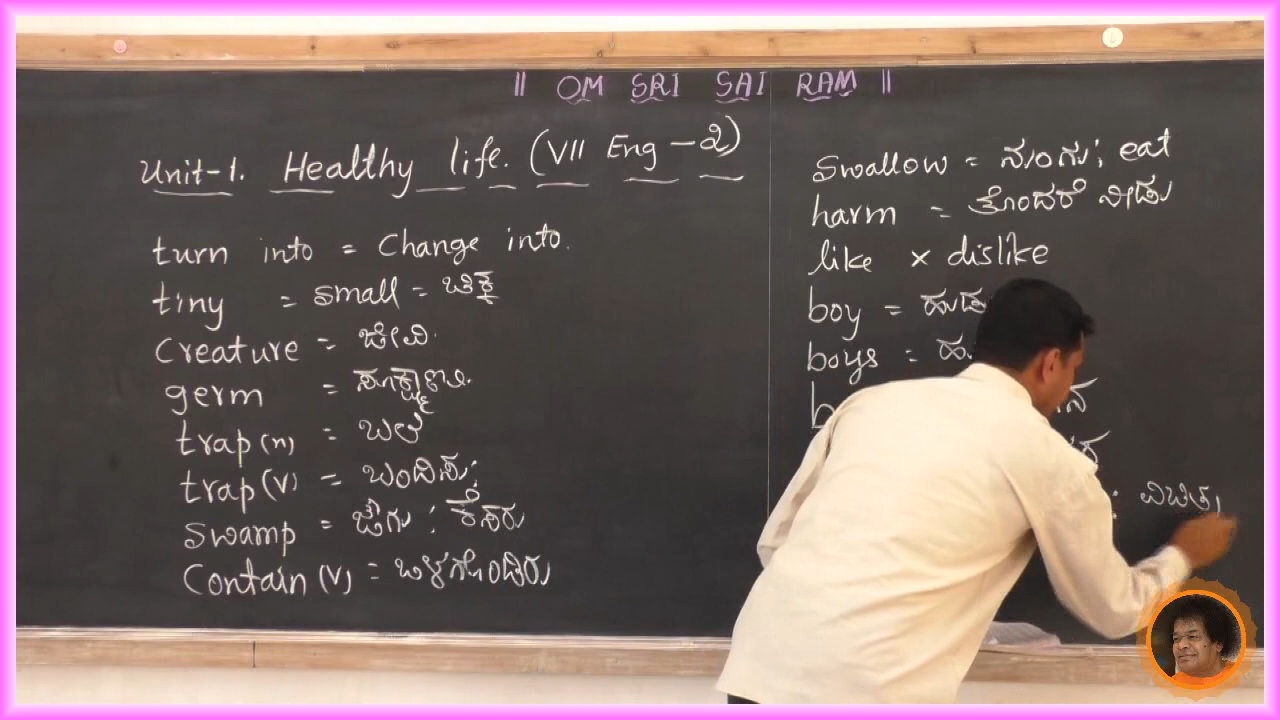 ॥ OM SRI SAI RAM ॥
Unit-1. Healthy life. (VII Eng - 2)
turn into = Change into.
tiny = small = ಚಿಕ್ಕ
Creature = ಜೀವಿ.
germ = ಸೂಕ್ಷ್ಮಾಣು.
trap (n) = ಬಲೆ
trap (v) = ಬಂದಿಸು;
swamp = ಜೌಗು ; ಕೆಸರು
Contain (v) = ಒಳಗೊಂಡಿರು
swallow = ನುಂಗು; eat
harm = ತೊಂದರೆ ನೀಡು
like × dislike
boy = ಹುಡು
boys = ಹು
b
: ವಿಚಿತ್ರ